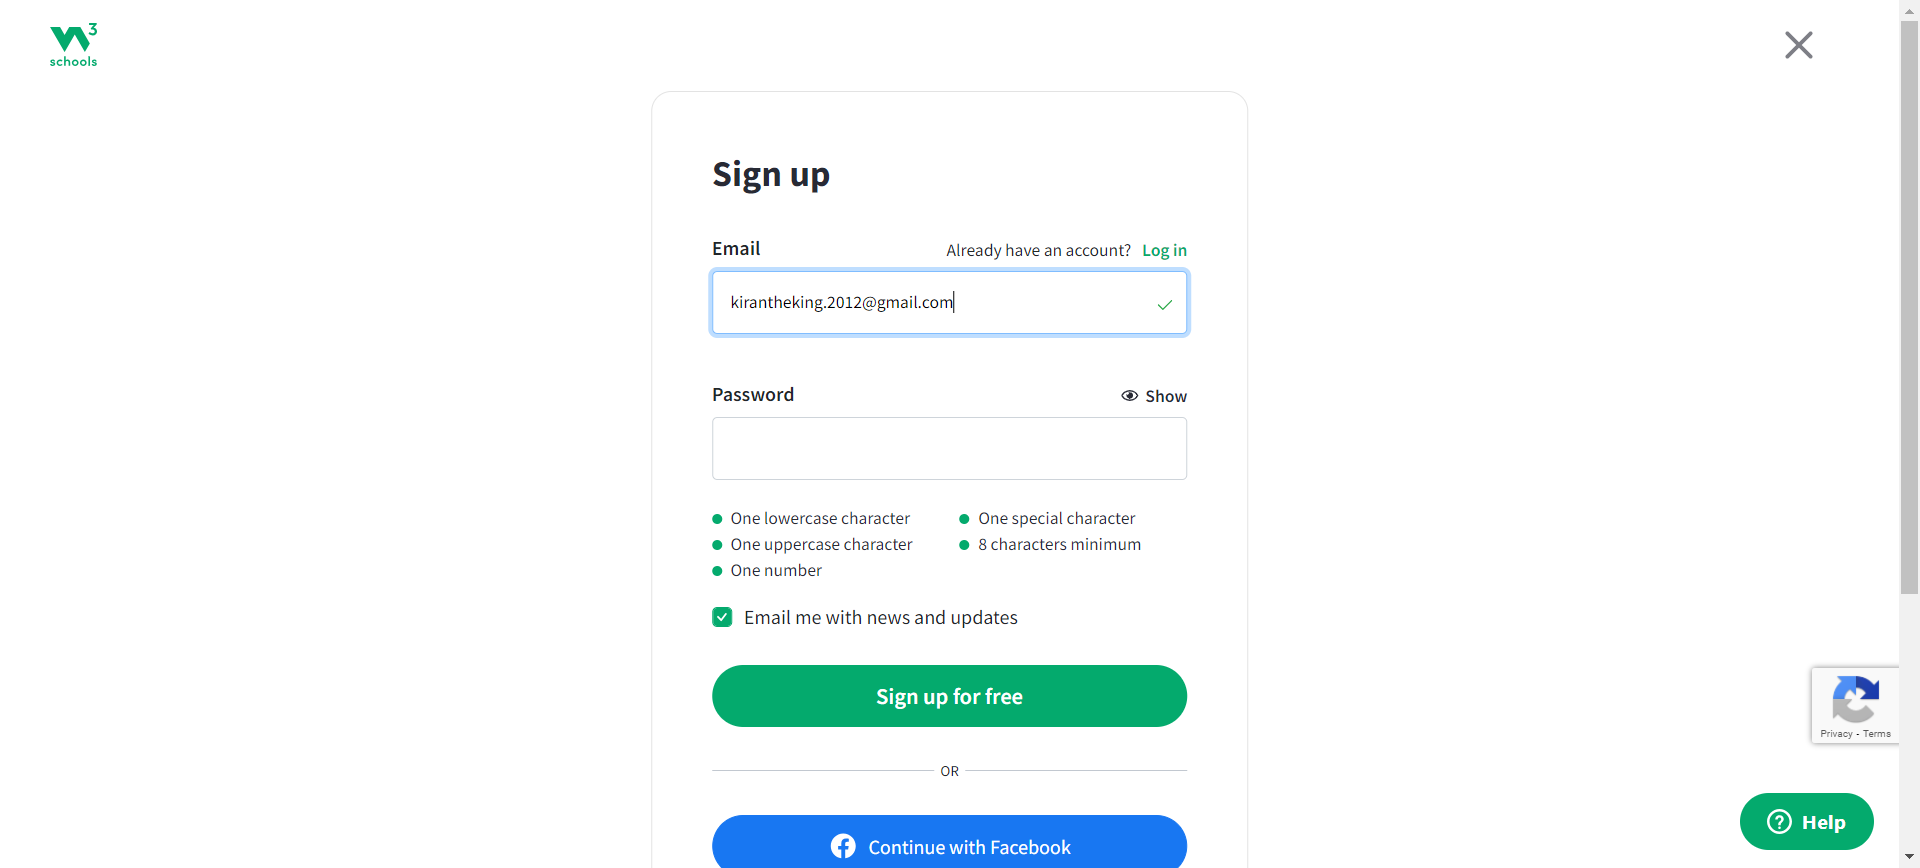 3
schools
Sign up
Email
Already have an account? Log in
kirantheking.2012@gmail.com
Password
Show
One lowercase character
One special character
One uppercase character
8 characters minimum
One number
Email me with news and updates
Sign up for free
OR
Continue with Facebook
Privacy - Terms
Help